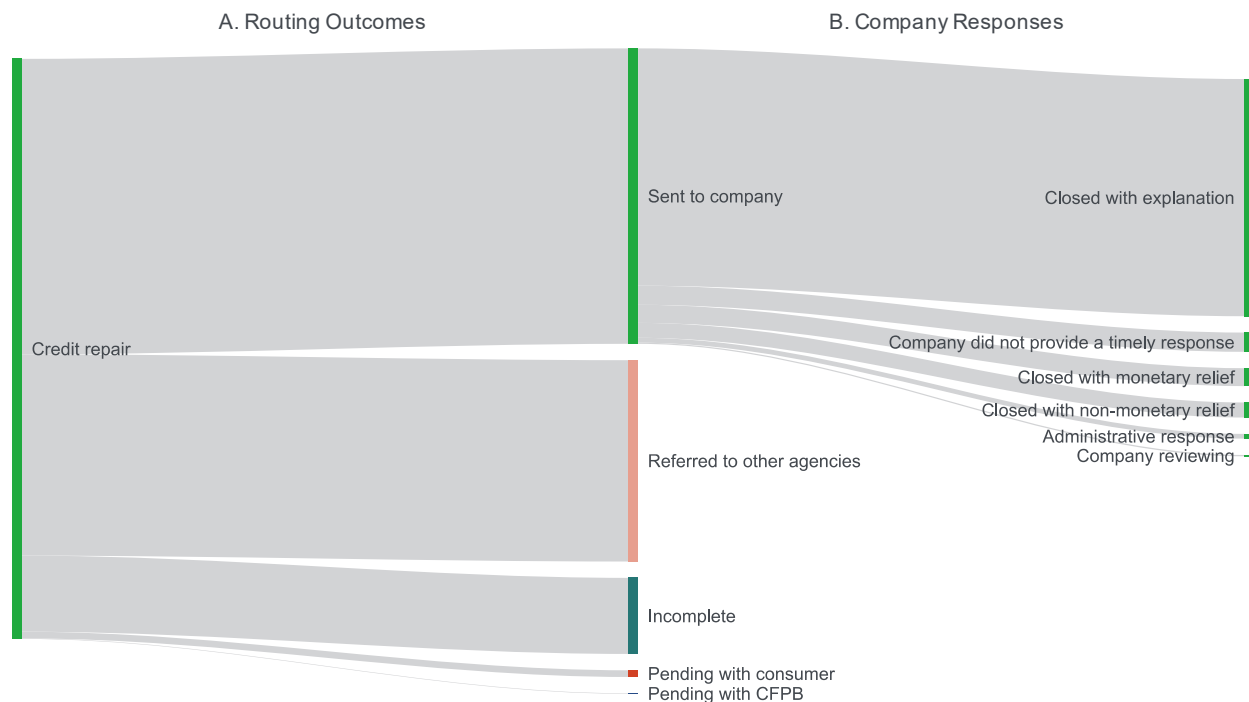 A. Routing Outcomes
B. Company Responses
Credit repair
Sent to company
Referred to other agencies
Incomplete
Pending with consumer
Pending with CFPB
Closed with explanation
Company did not provide a timely response
Closed with monetary relief
Closed with non-monetary relief
Administrative response
Company reviewing